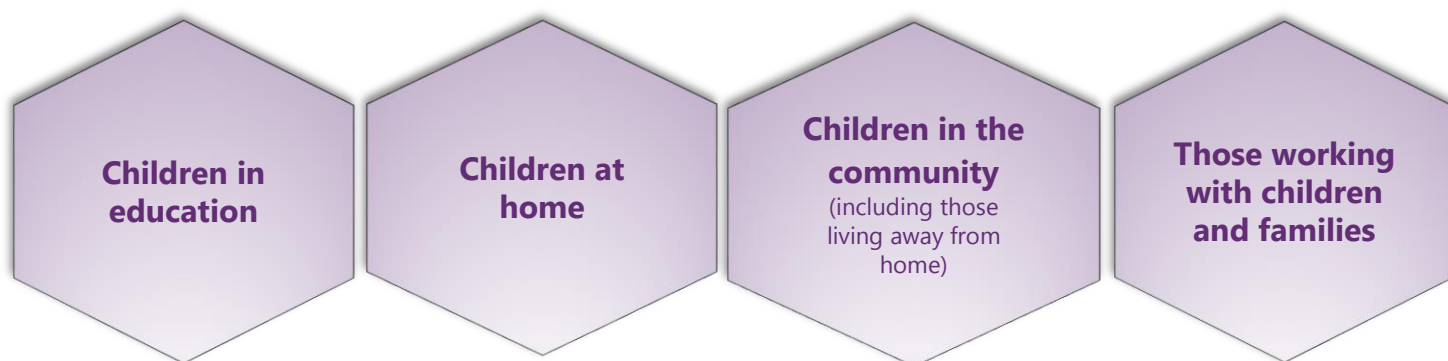 Children in
education
Children at
home
Children in the
community
(including those
living away from
home)
Those working
with children
and families